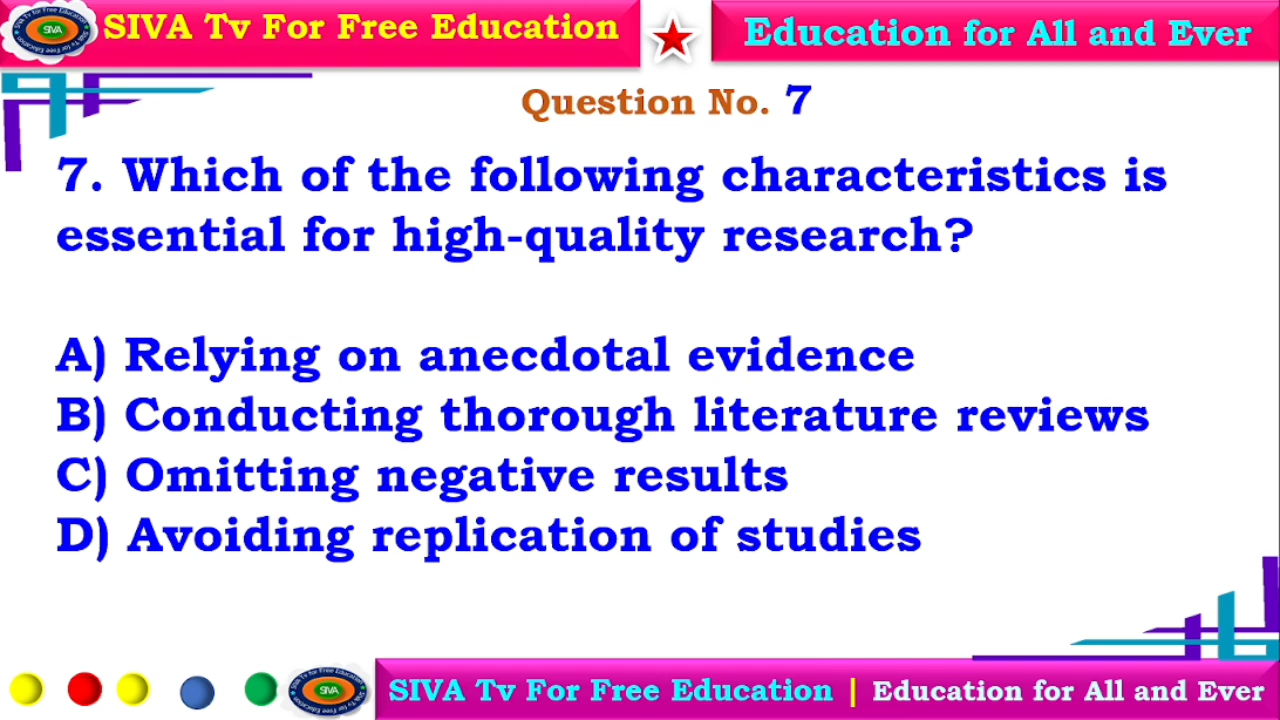 SIVA Tv For Free Education
Education for All and Ever
Question No. 7
7. Which of the following characteristics is
essential for high-quality research?
A) Relying on anecdotal evidence
B) Conducting thorough literature reviews
C) Omitting negative results
D) Avoiding replication of studies
SIVA
SIVA Tv For Free Education | Education for All and Ever